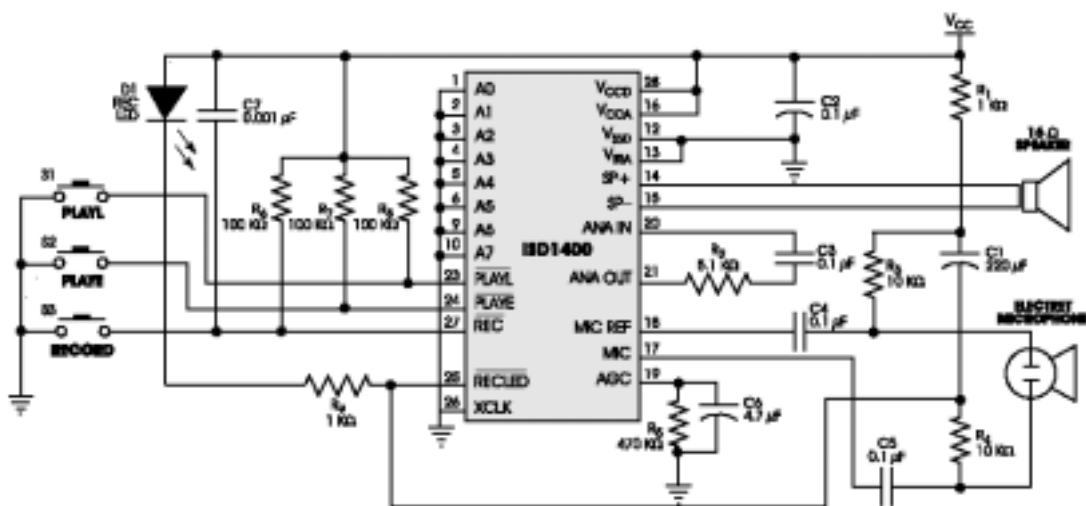 VCC
D1
REC
LED
C7
0.001 µF
1 A0
2 A1
3 A2
4 A3
5 A4
6 A5
9 A6
10 A7
23 PLAYL
24 PLAYE
27 REC
25 RECLED
26 XCLK
ISD1400
VCCD 28
VCCA 16
VSSD 12
VSSA 13
SP+ 14
SP– 15
ANA IN 20
ANA OUT 21
MIC REF 18
MIC 17
AGC 19
C2
0.1 µF
R1
1 KΩ
16 Ω
SPEAKER
S1
PLAYL
S2
PLAYE
S3
RECORD
R6
100 KΩ
R7
100 KΩ
R8
100 KΩ
R2
5.1 KΩ
C3
0.1 µF
R3
10 KΩ
C1
220 µF
C4
0.1 µF
ELECTRET
MICROPHONE
1 KΩ
R5
470 KΩ
C6
4.7 µF
C5
0.1 µF
R4
10 KΩ